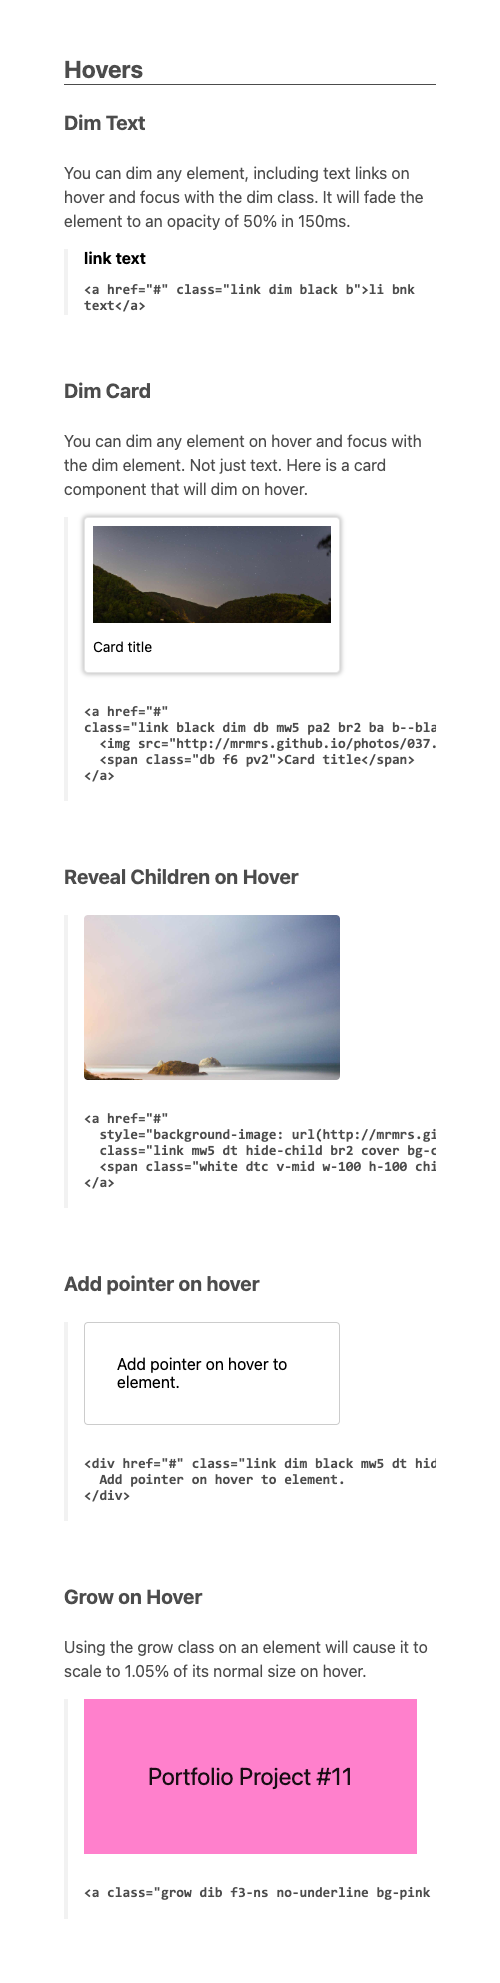 Hovers
Dim Text
You can dim any element, including text links on
hover and focus with the dim class. It will fade the
element to an opacity of 50% in 150ms.
link text
<a href="#" class="link dim black b">li bnk
text</a>
Dim Card
You can dim any element on hover and focus with
the dim element. Not just text. Here is a card
component that will dim on hover.
Card title
<a href="#"
class="link black dim db mw5 pa2 br2 ba b--bla
<img src="http://mrmrs.github.io/photos/037.
<span class="db f6 pv2">Card title</span>
</a>
Reveal Children on Hover
<a href="#"
style="background-image: url(http://mrmrs.gi
class="link mw5 dt hide-child br2 cover bg-c
<span class="white dtc v-mid w-100 h-100 chi
</a>
Add pointer on hover
Add pointer on hover to
element.
<div href="#" class="link dim black mw5 dt hid
Add pointer on hover to element.
</div>
Grow on Hover
Using the grow class on an element will cause it to
scale to 1.05% of its normal size on hover.
Portfolio Project #11
<a class="grow dib f3-ns no-underline bg-pink